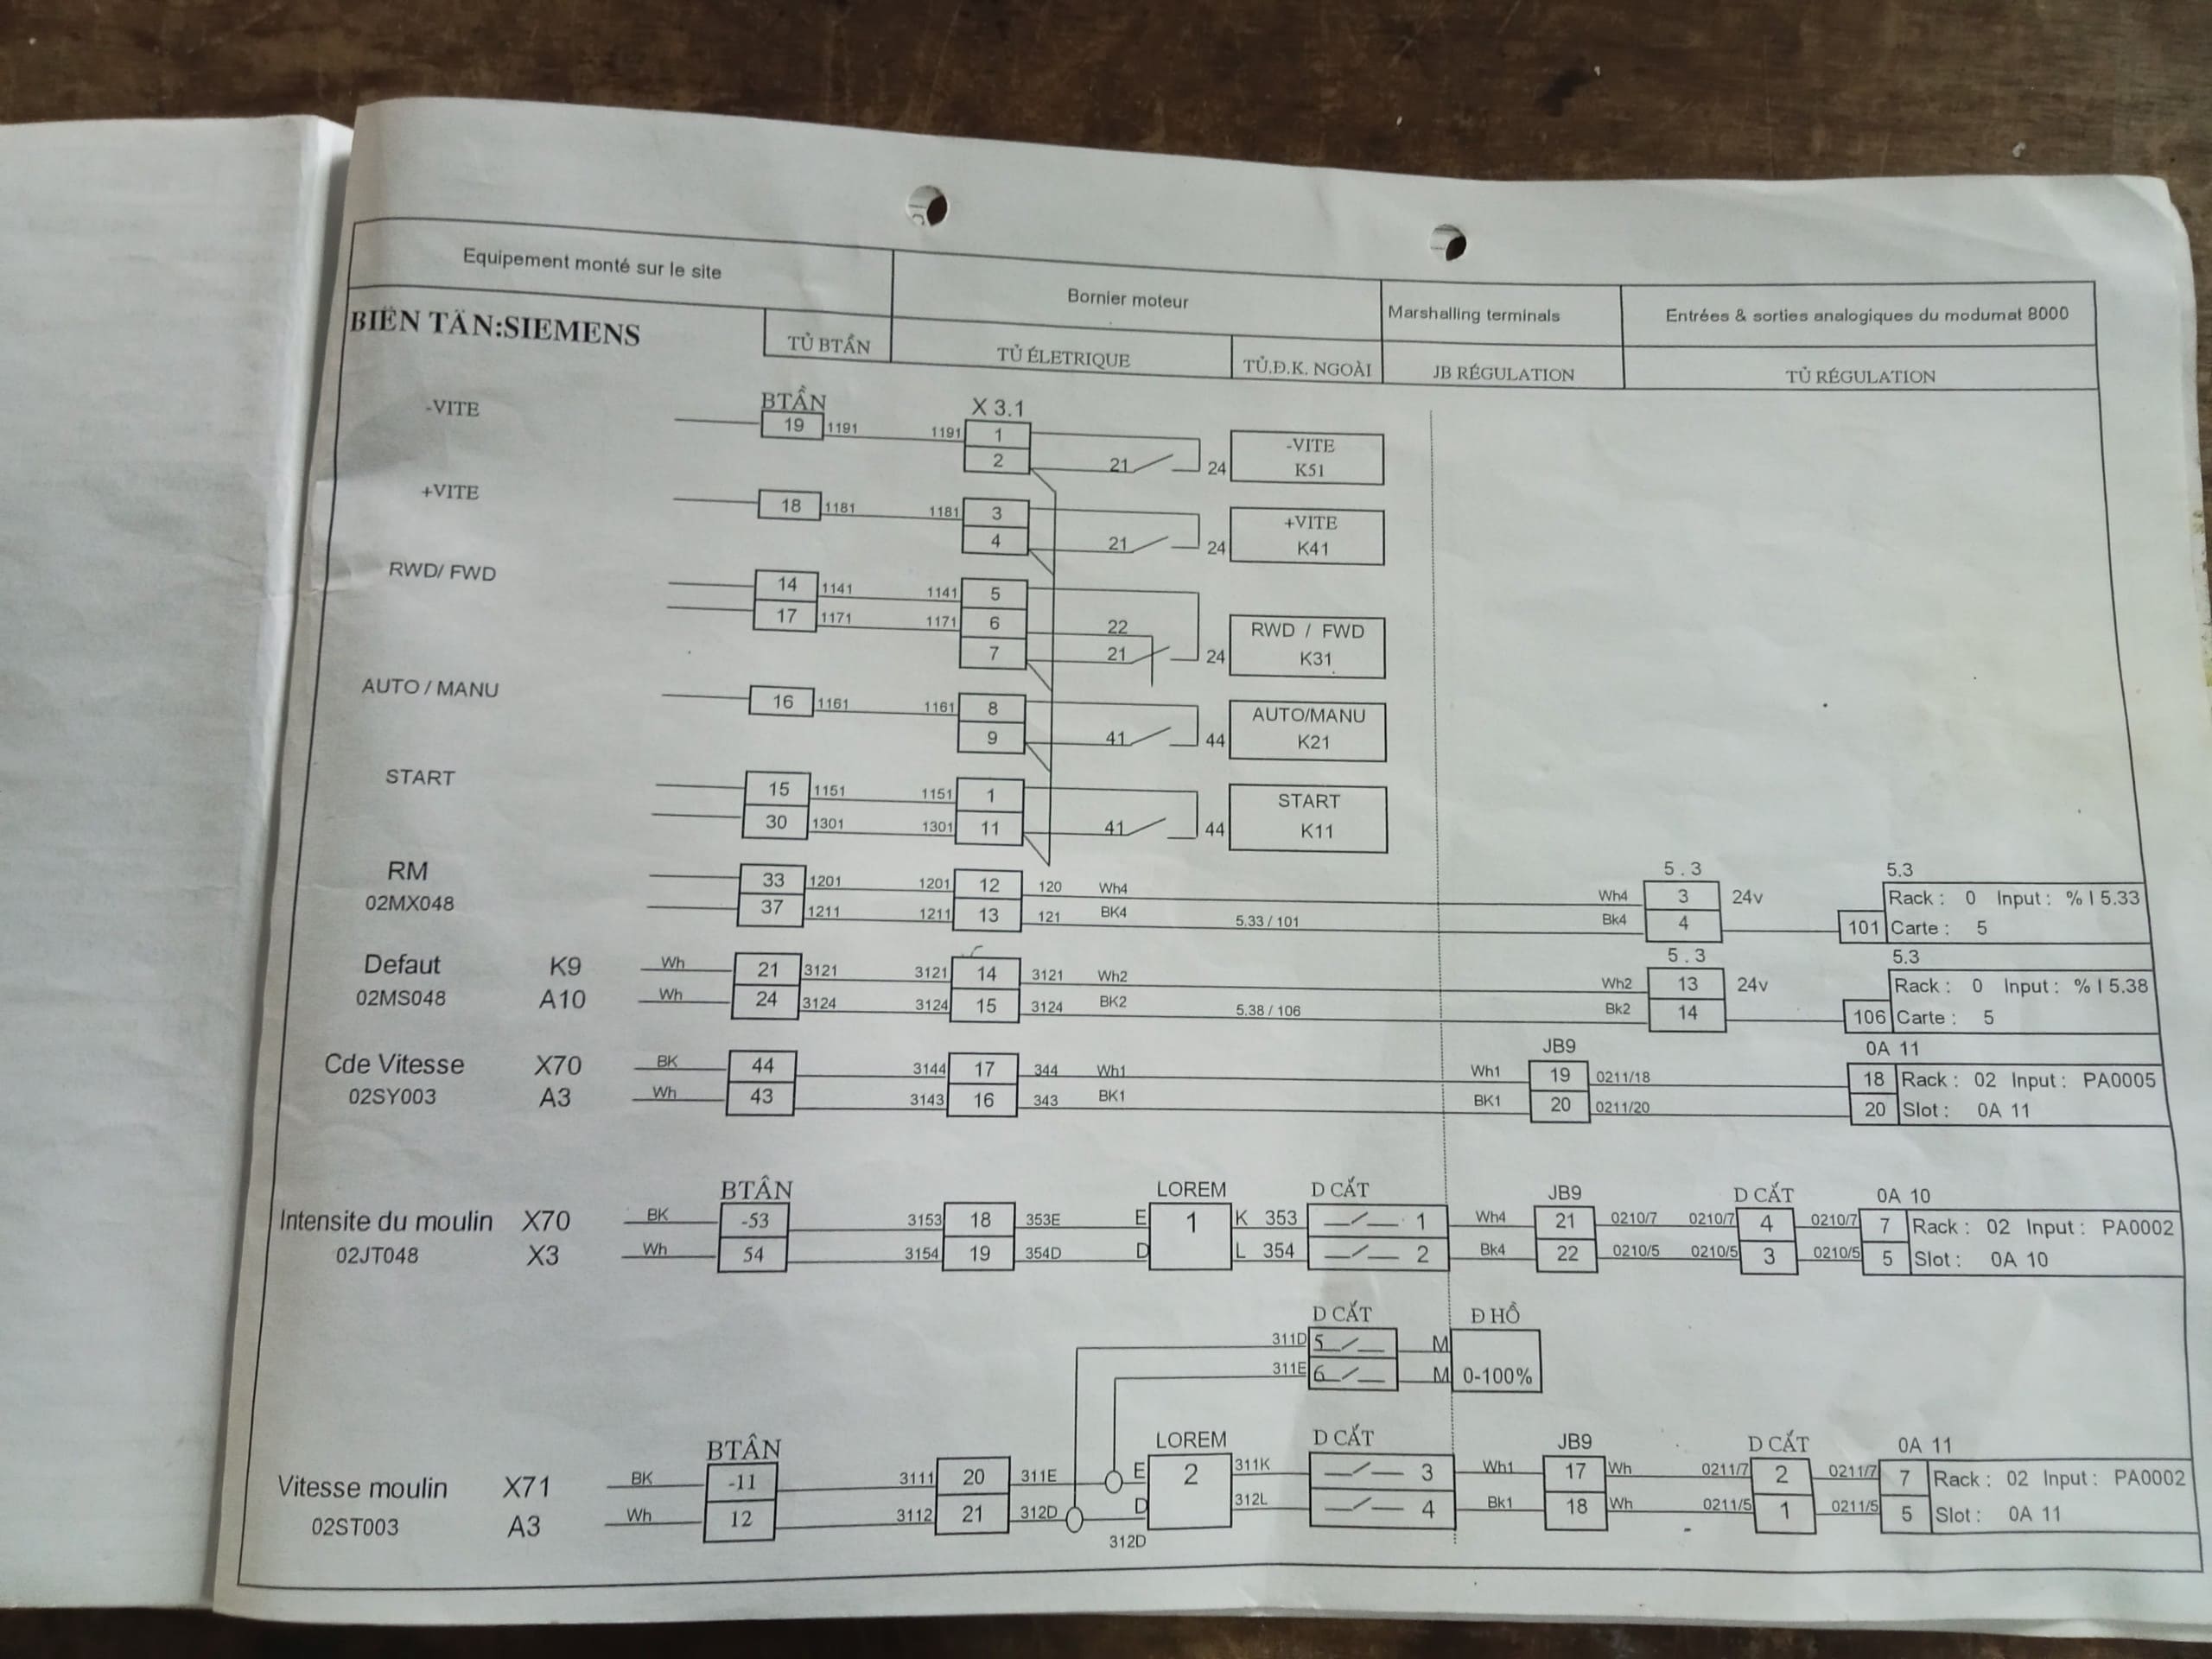 Equipement monté sur le site
Bornier moteur
Marshalling terminals
Entrées & sorties analogiques du modumat 8000
BIẾN TẦN:SIEMENS
TỦ BTẦN
TỦ ÉLETRIQUE
TỦ.Đ.K. NGOÀI
JB RÉGULATION
TỦ RÉGULATION
-VITE
BTẦN
X 3.1
19 1191 1191 1
2 21 24
-VITE
K51
+VITE
18 1181 1181 3
4 21 24
+VITE
K41
RWD/ FWD
14 1141 1141 5
17 1171 1171 6 22
7 21 24
RWD / FWD
K31
AUTO / MANU
16 1161 1161 8
9 41 44
AUTO/MANU
K21
START
15 1151 1151 1
30 1301 1301 11 41 44
START
K11
RM
02MX048
5 . 3
5.3
33 1201 1201 12 120 Wh4 Wh4 3 24v
Rack : 0 Input : % I 5.33
37 1211 1211 13 121 BK4 5.33 / 101 Bk4 4
101 Carte : 5
Defaut K9
02MS048 A10
5 . 3
5.3
Wh 21 3121 3121 14 3121 Wh2 Wh2 13 24v
Rack : 0 Input : % I 5.38
Wh 24 3124 3124 15 3124 BK2 5.38 / 106 Bk2 14
106 Carte : 5
Cde Vitesse X70
02SY003 A3
JB9
0A 11
BK 44 3144 17 344 Wh1 Wh1 19 0211/18 18 Rack : 02 Input : PA0005
Wh 43 3143 16 343 BK1 BK1 20 0211/20 20 Slot : 0A 11
BTÂN
LOREM
D CẮT
JB9
D CẮT
0A 10
Intensite du moulin X70 BK -53 3153 18 353E E 1 K 353 1 Wh4 21 0210/7 0210/7 4 0210/7 7 Rack : 02 Input : PA0002
02JT048 X3 Wh 54 3154 19 354D D L 354 2 Bk4 22 0210/5 0210/5 3 0210/5 5 Slot : 0A 10
D CẮT
Đ HỒ
311D 5 M
311E 6 M 0-100%
BTÂN
LOREM
D CẮT
JB9
D CẮT
0A 11
Vitesse moulin X71 BK -11 3111 20 311E E 2 311K 3 Wh1 17 Wh 0211/7 2 0211/7 7 Rack : 02 Input : PA0002
02ST003 A3 Wh 12 3112 21 312D D 312L 4 Bk1 18 Wh 0211/5 1 0211/5 5 Slot : 0A 11
312D